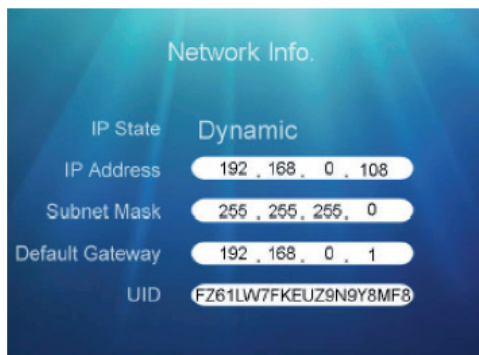 Network Info.
IP State Dynamic
IP Address 192 . 168 . 0 . 108
Subnet Mask 255 . 255 . 255 . 0
Default Gateway 192 . 168 . 0 . 1
UID FZ61LW7FKEUZ9N9Y8MF8